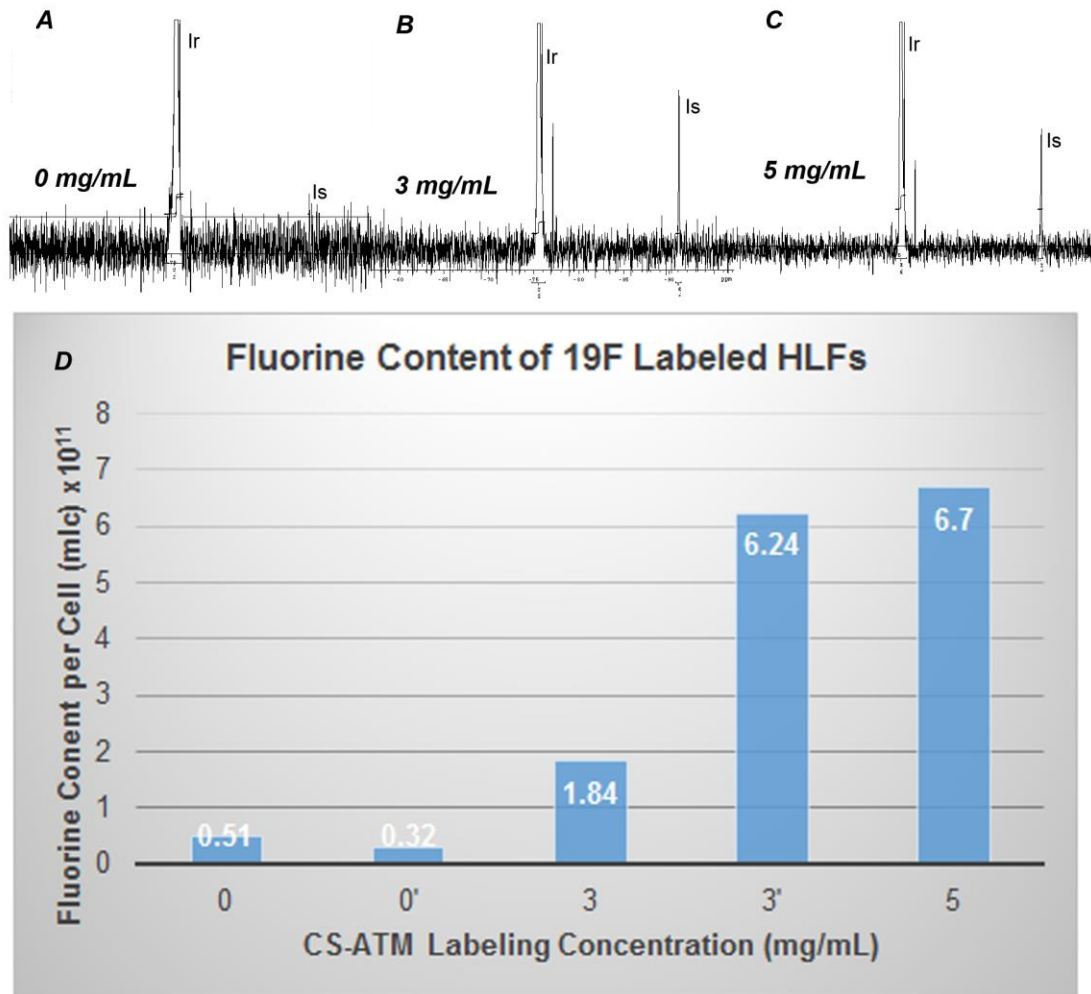 A
Ir
Is
0 mg/mL
B
Ir
Is
3 mg/mL
C
Ir
Is
5 mg/mL
ppm
D
Fluorine Content of 19F Labeled HLFs
Fluorine Conent per Cell (mlc) x10¹¹
8
7
6
5
4
3
2
1
0
0.51
0.32
1.84
6.24
6.7
0
0'
3
3'
5
CS-ATM Labeling Concentration (mg/mL)